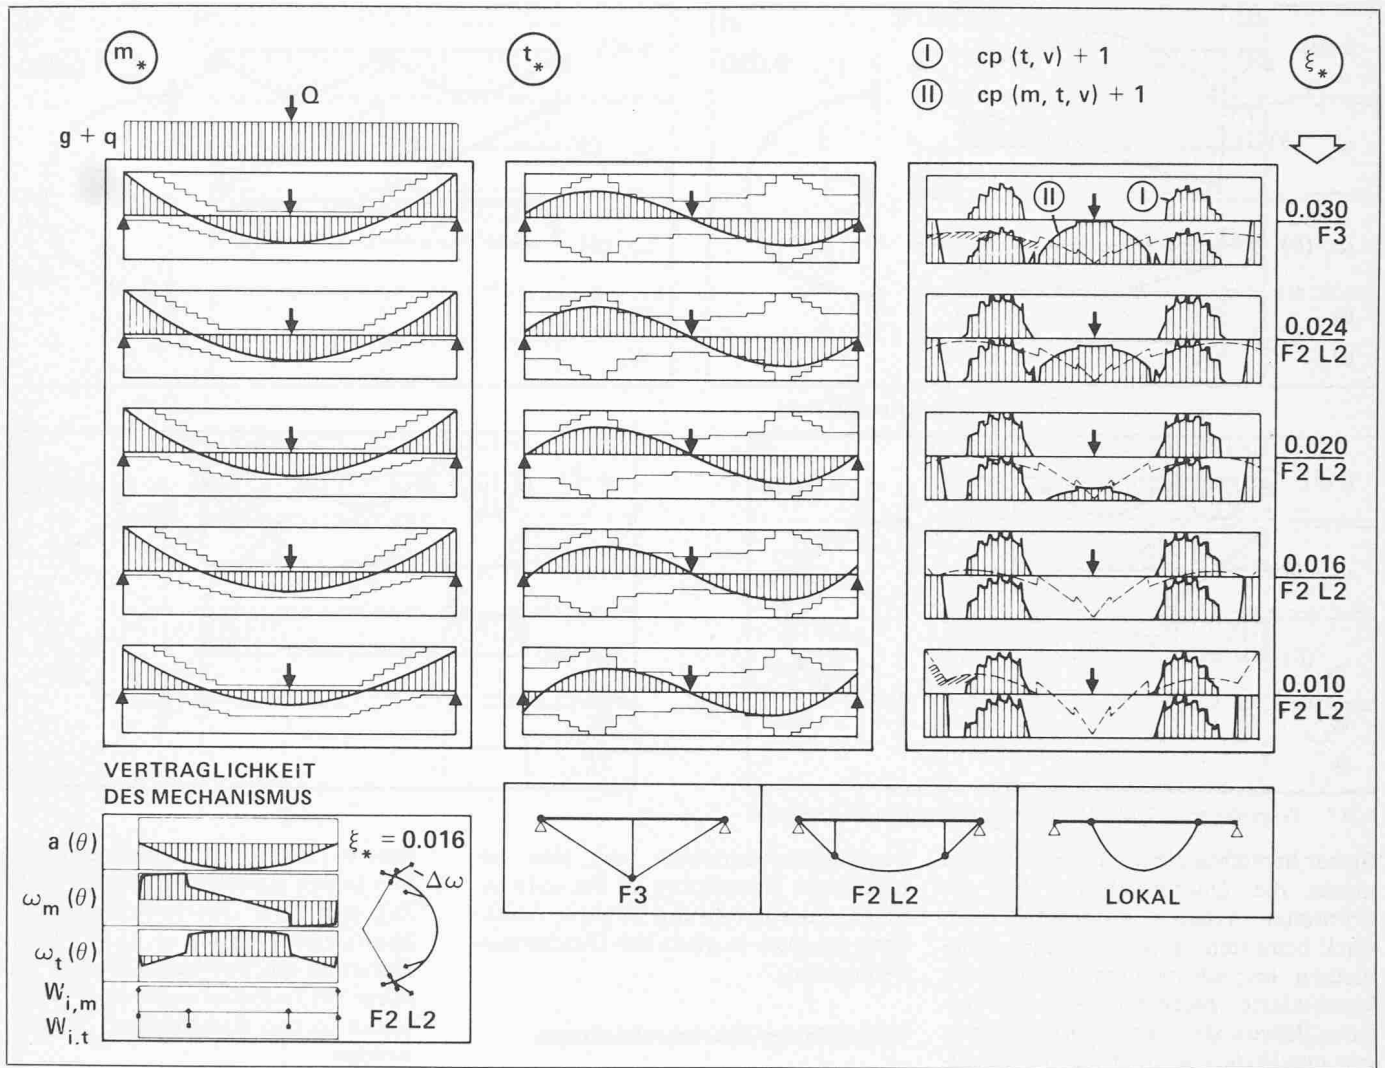 m*
t*
I cp (t, v) + 1
II cp (m, t, v) + 1
ξ*
Q
g + q
II
I
0.030
F3
0.024
F2 L2
0.020
F2 L2
0.016
F2 L2
0.010
F2 L2
VERTRAGLICHKEIT
DES MECHANISMUS
a (θ)
ξ* = 0.016
Δω
ωm (θ)
ωt (θ)
Wi,m
Wi.t
F2 L2
F3
F2 L2
LOKAL